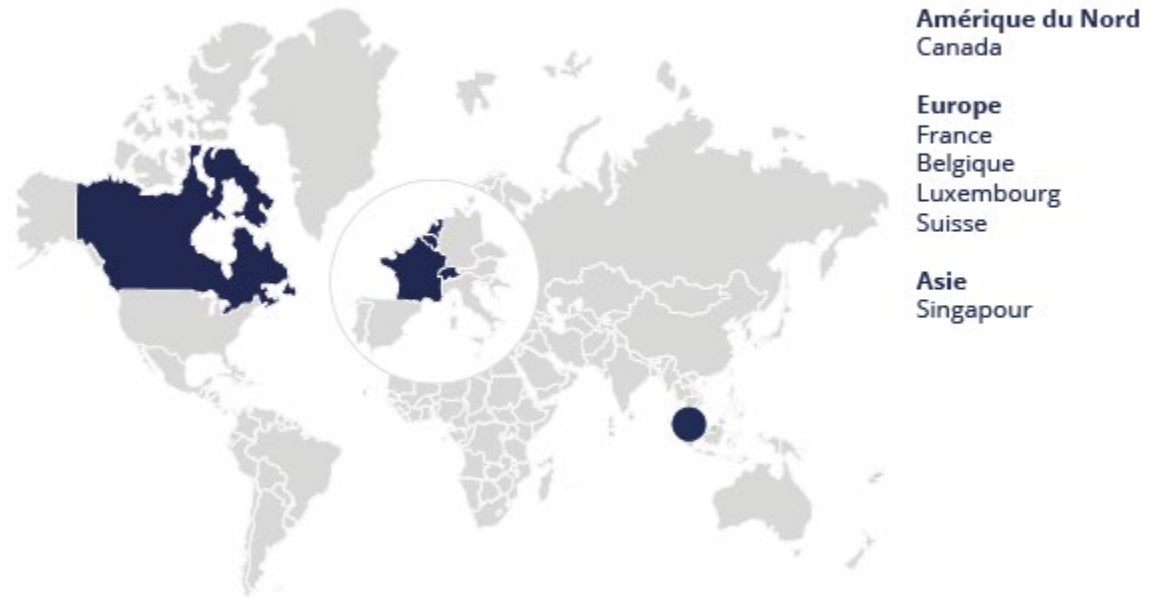 Amérique du Nord
Canada
Europe
France
Belgique
Luxembourg
Suisse
Asie
Singapour